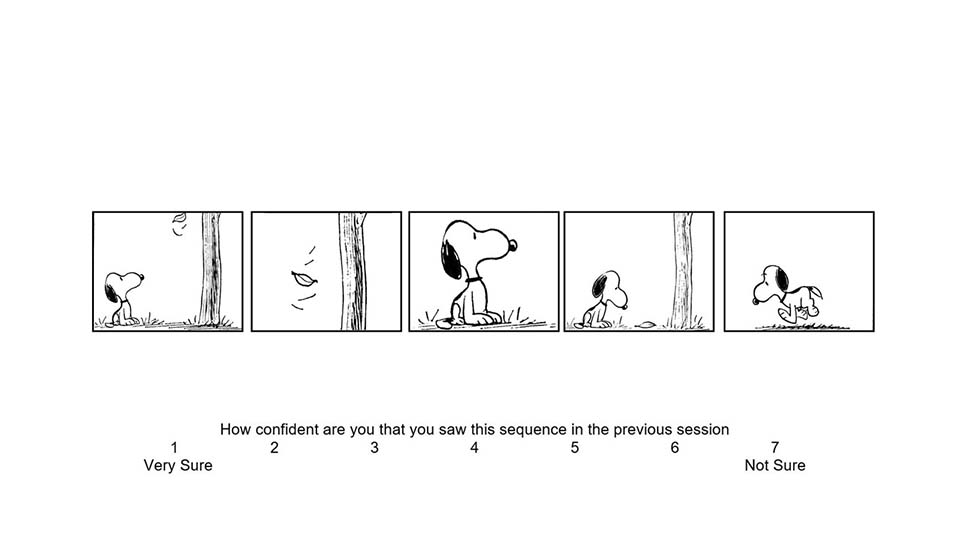 How confident are you that you saw this sequence in the previous session
1 2 3 4 5 6 7
Very Sure Not Sure